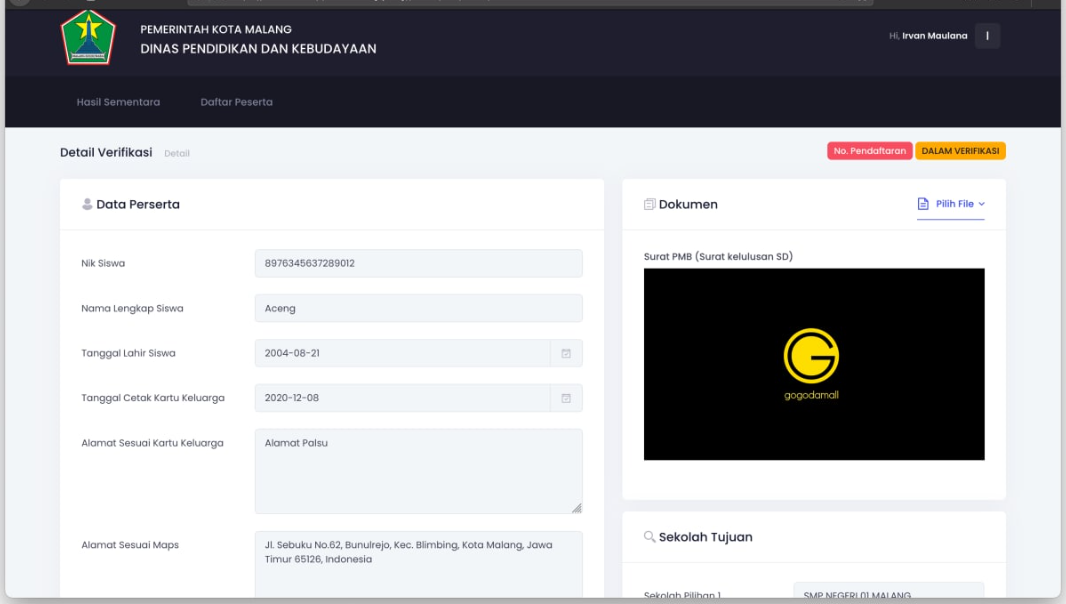 PEMERINTAH KOTA MALANG
DINAS PENDIDIKAN DAN KEBUDAYAAN
Hi, Irvan Maulana I
Hasil Sementara Daftar Peserta
Detail Verifikasi Detail
No. Pendaftaran DALAM VERIFIKASI
Data Perserta
Nik Siswa 8976345637289012
Nama Lengkap Siswa Aceng
Tanggal Lahir Siswa 2004-08-21
Tanggal Cetak Kartu Keluarga 2020-12-08
Alamat Sesuai Kartu Keluarga Alamat Palsu
Alamat Sesuai Maps Jl. Sebuku No.62, Bunulrejo, Kec. Blimbing, Kota Malang, Jawa
Timur 65126, Indonesia
Dokumen Pilih File
Surat PMB (Surat kelulusan SD)
gogodamall
Sekolah Tujuan
Sekolah Pilihan 1 SMP NEGERI 01 MALANG